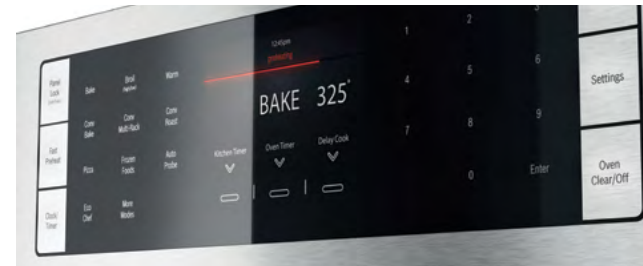 Panel
Lock
Fast
Preheat
Clock/
Timer
Bake
Broil
Warm
Conv
Bake
Conv
Multi-Rack
Conv
Roast
Pizza
Frozen
Foods
Auto
Probe
Eco
Chef
More
Modes
12:41pm
preheating
BAKE 325°
Kitchen Timer
Oven Timer
Delay Cook
1
2
3
4
5
6
7
8
9
0
Enter
Settings
Oven
Clear/Off